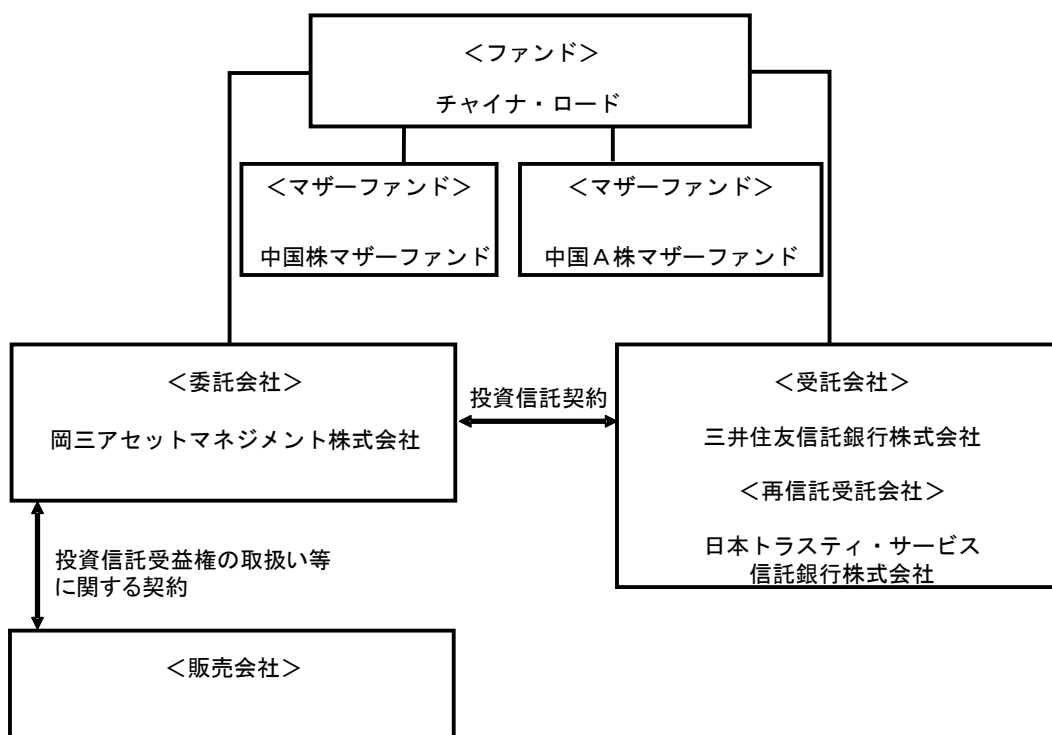 ＜ファンド＞
チャイナ・ロード
＜マザーファンド＞
中国株マザーファンド
＜マザーファンド＞
中国Ａ株マザーファンド
＜委託会社＞
岡三アセットマネジメント株式会社
投資信託契約
＜受託会社＞
三井住友信託銀行株式会社
＜再信託受託会社＞
日本トラスティ・サービス
信託銀行株式会社
投資信託受益権の取扱い等
に関する契約
＜販売会社＞